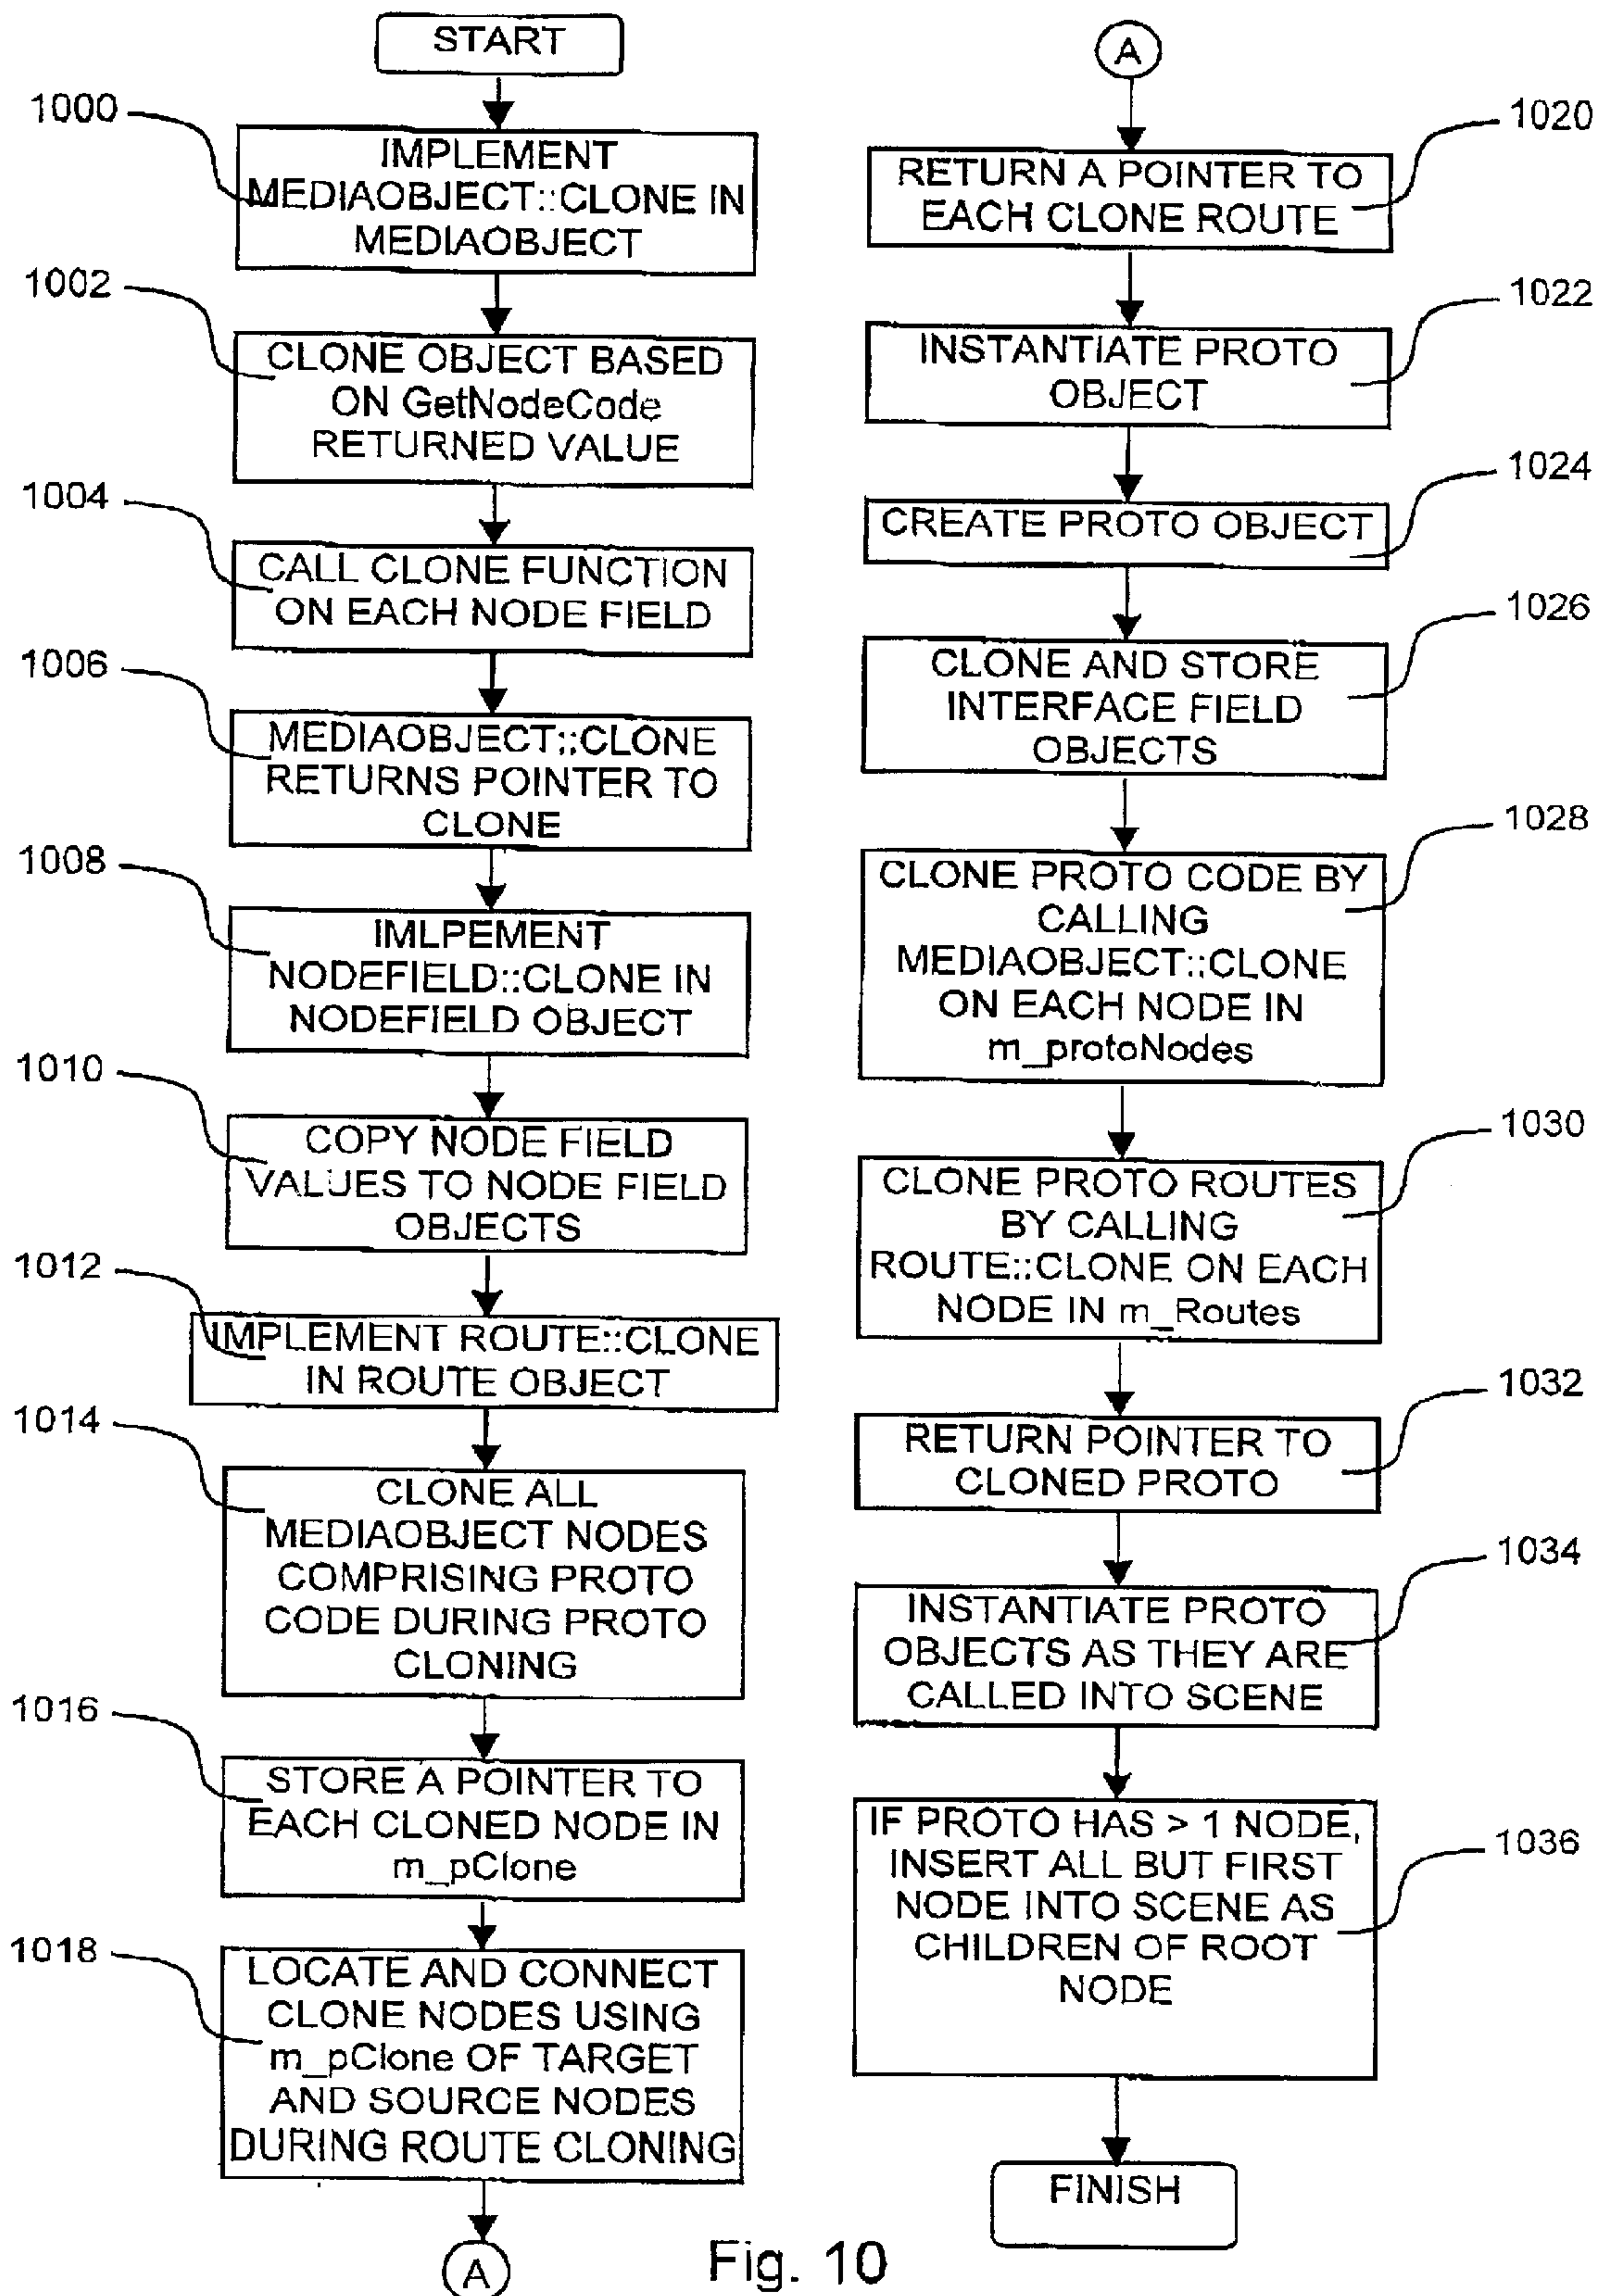 START
1000
IMPLEMENT
MEDIAOBJECT::CLONE IN
MEDIAOBJECT
1002
CLONE OBJECT BASED
ON GetNodeCode
RETURNED VALUE
1004
CALL CLONE FUNCTION
ON EACH NODE FIELD
1006
MEDIAOBJECT::CLONE
RETURNS POINTER TO
CLONE
1008
IMLPEMENT
NODEFIELD::CLONE IN
NODEFIELD OBJECT
1010
COPY NODE FIELD
VALUES TO NODE FIELD
OBJECTS
1012
IMPLEMENT ROUTE::CLONE
IN ROUTE OBJECT
1014
CLONE ALL
MEDIAOBJECT NODES
COMPRISING PROTO
CODE DURING PROTO
CLONING
1016
STORE A POINTER TO
EACH CLONED NODE IN
m_pClone
1018
LOCATE AND CONNECT
CLONE NODES USING
m_pClone OF TARGET
AND SOURCE NODES
DURING ROUTE CLONING
A
A
1020
RETURN A POINTER TO
EACH CLONE ROUTE
1022
INSTANTIATE PROTO
OBJECT
1024
CREATE PROTO OBJECT
1026
CLONE AND STORE
INTERFACE FIELD
OBJECTS
1028
CLONE PROTO CODE BY
CALLING
MEDIAOBJECT::CLONE
ON EACH NODE IN
m_protoNodes
1030
CLONE PROTO ROUTES
BY CALLING
ROUTE::CLONE ON EACH
NODE IN m_Routes
1032
RETURN POINTER TO
CLONED PROTO
1034
INSTANTIATE PROTO
OBJECTS AS THEY ARE
CALLED INTO SCENE
1036
IF PROTO HAS > 1 NODE,
INSERT ALL BUT FIRST
NODE INTO SCENE AS
CHILDREN OF ROOT
NODE
FINISH
Fig. 10